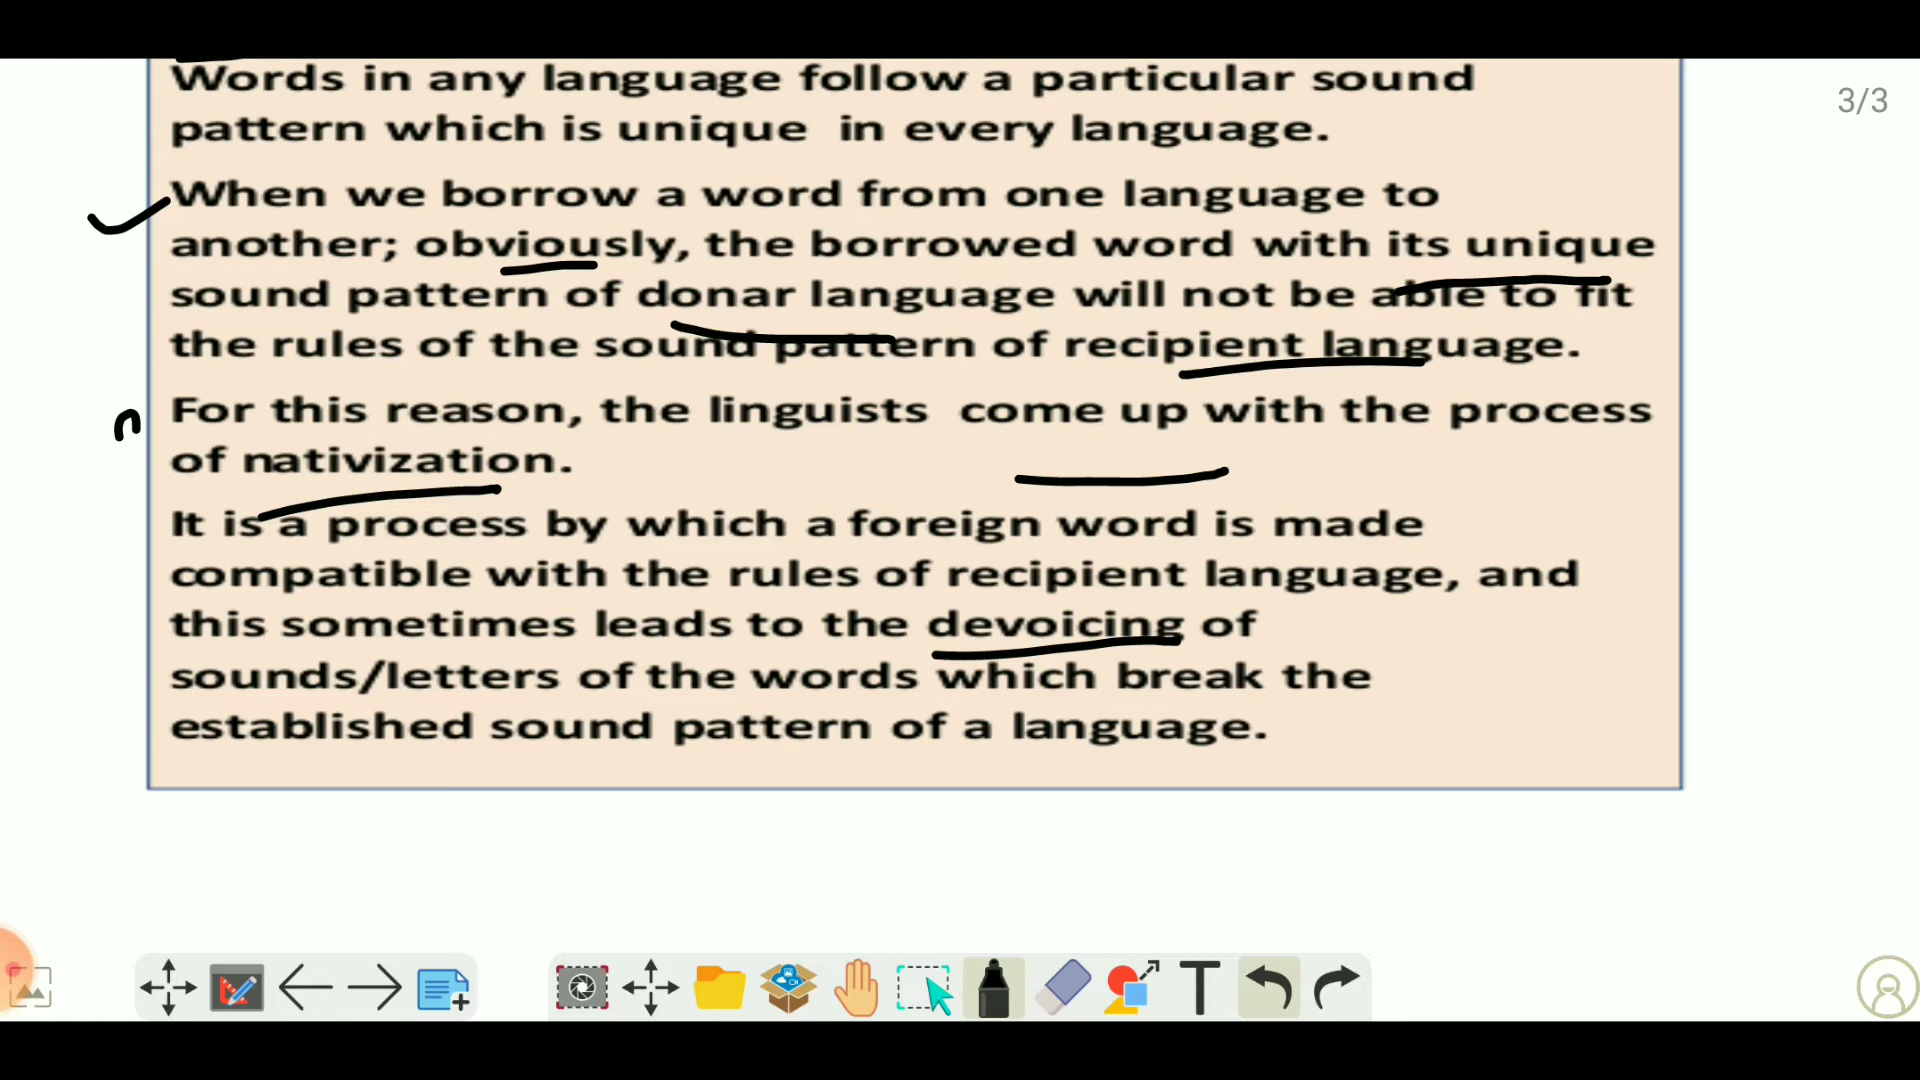 Words in any language follow a particular sound
pattern which is unique in every language.
When we borrow a word from one language to
another; obviously, the borrowed word with its unique
sound pattern of donar language will not be able to fit
the rules of the sound pattern of recipient language.
For this reason, the linguists come up with the process
of nativization.
It is a process by which a foreign word is made
compatible with the rules of recipient language, and
this sometimes leads to the devoicing of
sounds/letters of the words which break the
established sound pattern of a language.
3/3